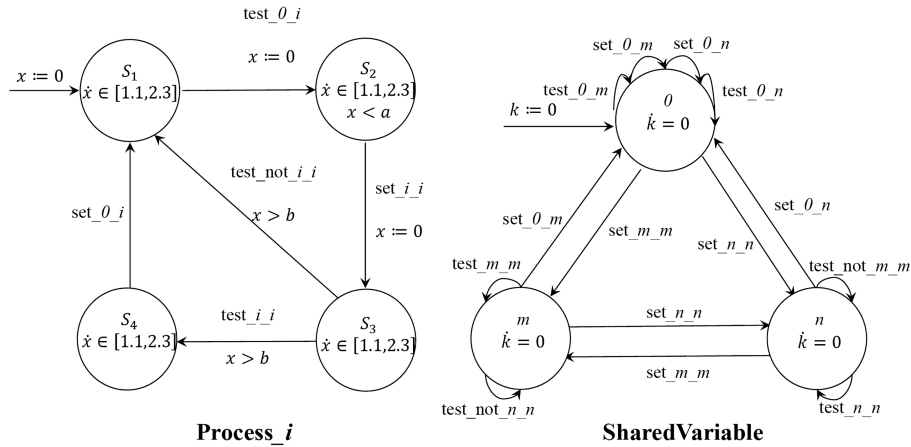 test_0_i
x := 0
x := 0
S1
ẋ ∈ [1.1,2.3]
S2
ẋ ∈ [1.1,2.3]
x < a
test_not_i_i
x > b
set_i_i
x := 0
set_0_i
test_i_i
x > b
S4
ẋ ∈ [1.1,2.3]
S3
ẋ ∈ [1.1,2.3]
Process_i
set_0_m
set_0_n
test_0_m
test_0_n
k := 0
0
k̇ = 0
set_0_m
set_m_m
set_n_n
set_0_n
test_m_m
test_not_m_m
m
k̇ = 0
n
k̇ = 0
set_n_n
set_m_m
test_not_n_n
test_n_n
SharedVariable